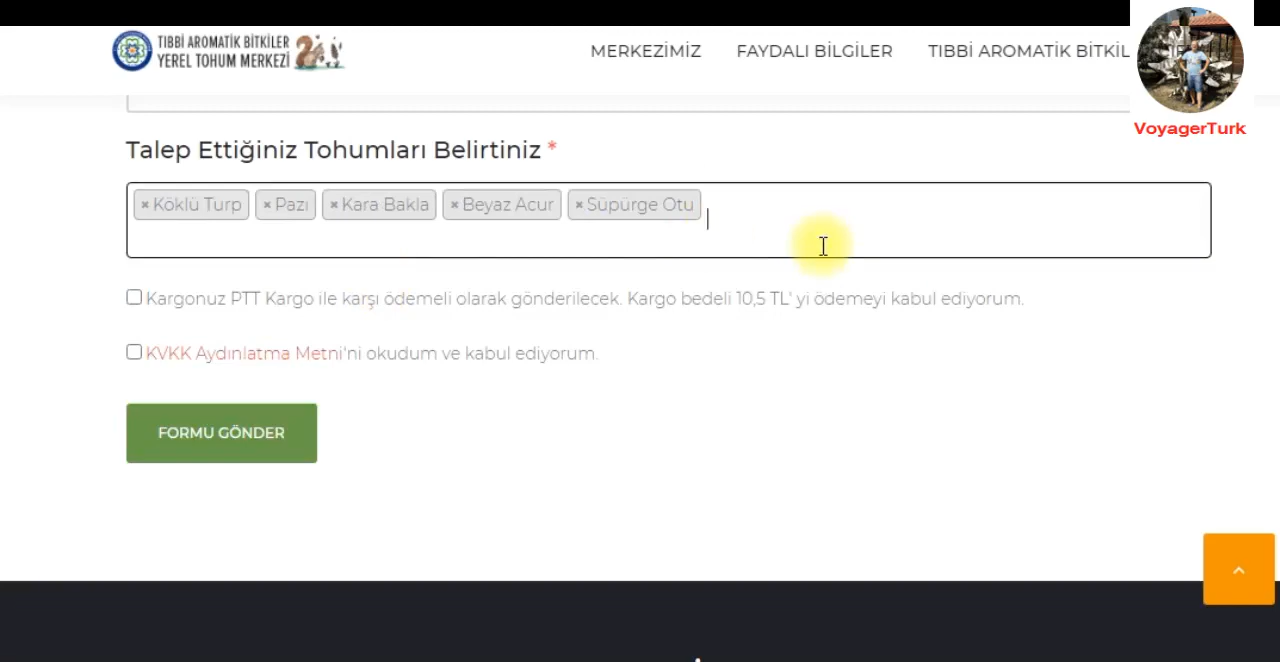 TIBBİ AROMATİK BİTKİLER
YEREL TOHUM MERKEZİ
MERKEZİMİZ FAYDALI BİLGİLER TIBBİ AROMATİK BİTKİL
VoyagerTurk
Talep Ettiğiniz Tohumları Belirtiniz *
× Köklü Turp × Pazı × Kara Bakla × Beyaz Acur × Süpürge Otu
Kargonuz PTT Kargo ile karşı ödemeli olarak gönderilecek. Kargo bedeli 10,5 TL' yi ödemeyi kabul ediyorum.
KVKK Aydınlatma Metni'ni okudum ve kabul ediyorum.
FORMU GÖNDER